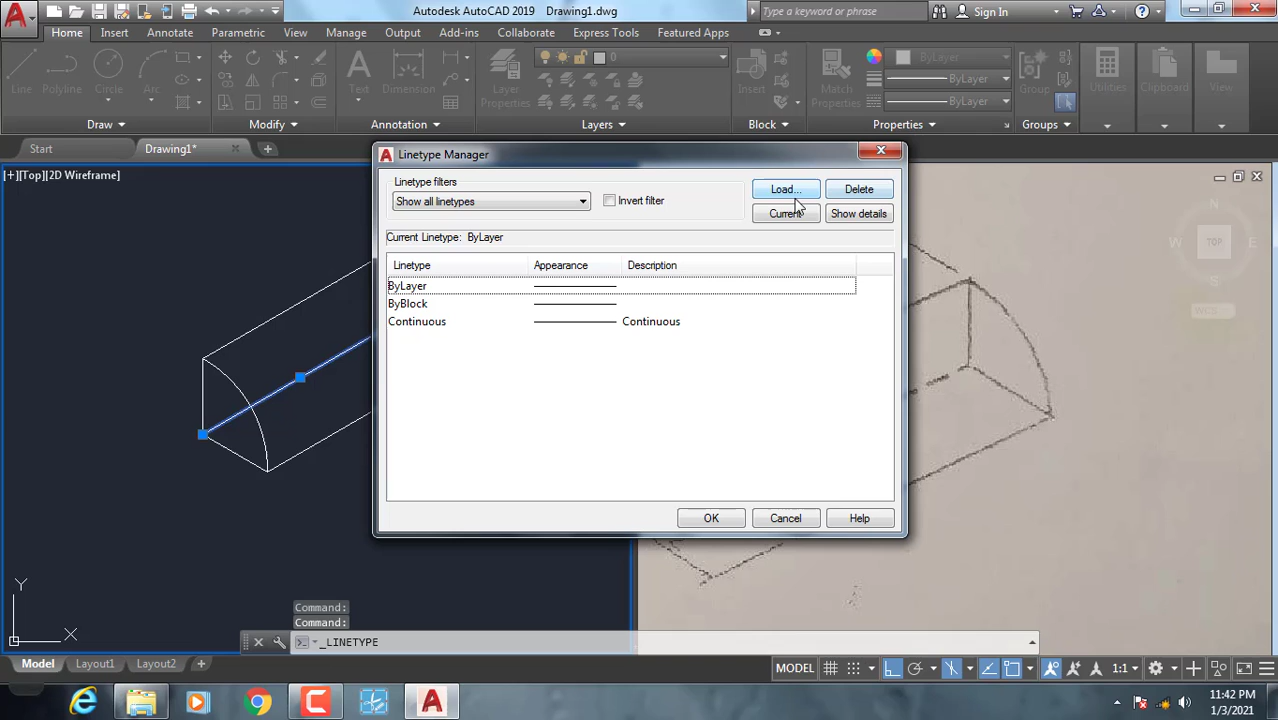 Autodesk AutoCAD 2019 Drawing1.dwg
Type a keyword or phrase
Sign In
Home Insert Annotate Parametric View Manage Output Add-ins Collaborate Express Tools Featured Apps
Line Polyline Circle Arc
Text Dimension
Layer Properties
0
Insert
Match Properties
ByLayer
ByLayer
ByLayer
Group
Utilities
Clipboard
View
Draw Modify Annotation Layers Block Properties Groups
Start Drawing1*
[+][Top][2D Wireframe]
Linetype Manager
Linetype filters
Show all linetypes
Invert filter
Load... Delete
Current Show details
Current Linetype: ByLayer
Linetype Appearance Description
ByLayer
ByBlock
Continuous Continuous
OK Cancel Help
N
W TOP E
S
WCS
Y
X
Command:
Command:
_LINETYPE
Model Layout1 Layout2
MODEL 1:1
11:42 PM
1/3/2021